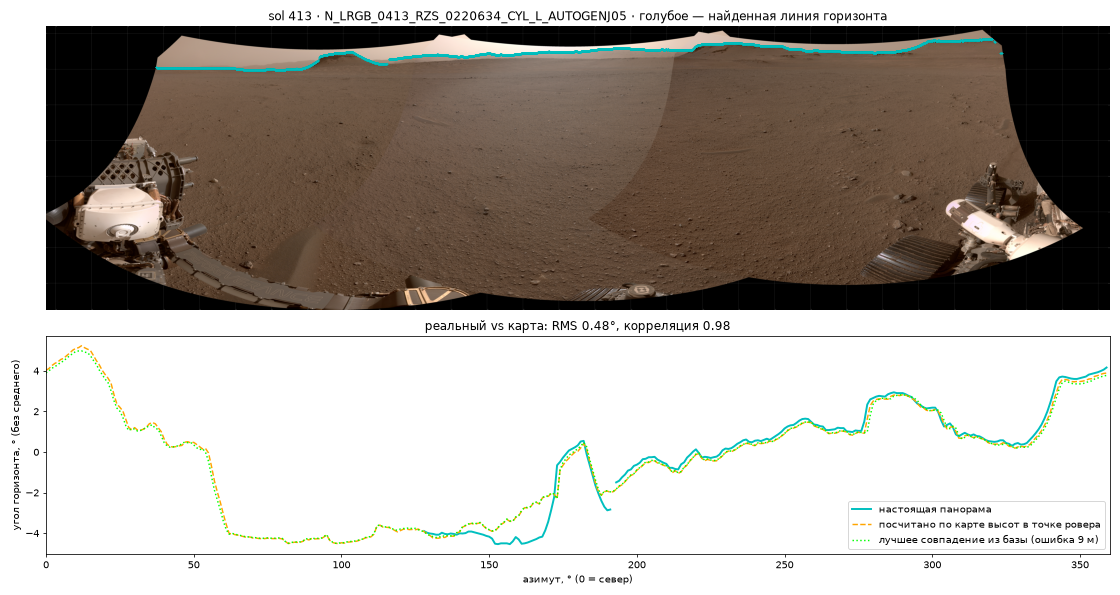 sol 413 · N_LRGB_0413_RZS_0220634_CYL_L_AUTOGENJ05 · голубое — найденная линия горизонта
реальный vs карта: RMS 0.48°, корреляция 0.98
угол горизонта, ° (без среднего)
4
2
0
−2
−4
настоящая панорама
посчитано по карте высот в точке ровера
лучшее совпадение из базы (ошибка 9 м)
0 50 100 150 200 250 300 350
азимут, ° (0 = север)